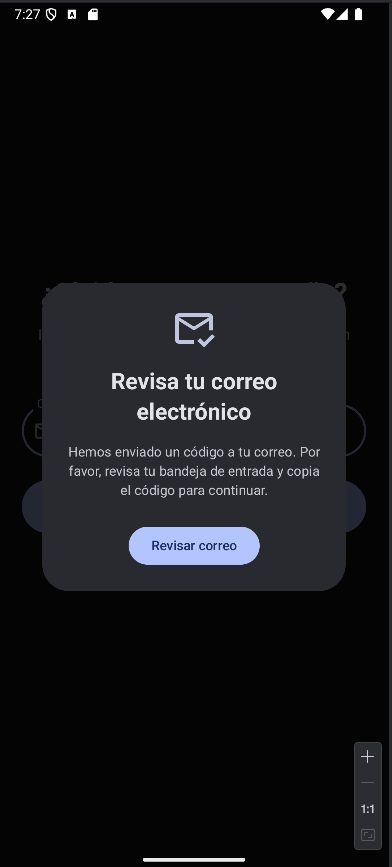 7:27
Revisa tu correo
electrónico
Hemos enviado un código a tu correo. Por
favor, revisa tu bandeja de entrada y copia
el código para continuar.
Revisar correo
1:1